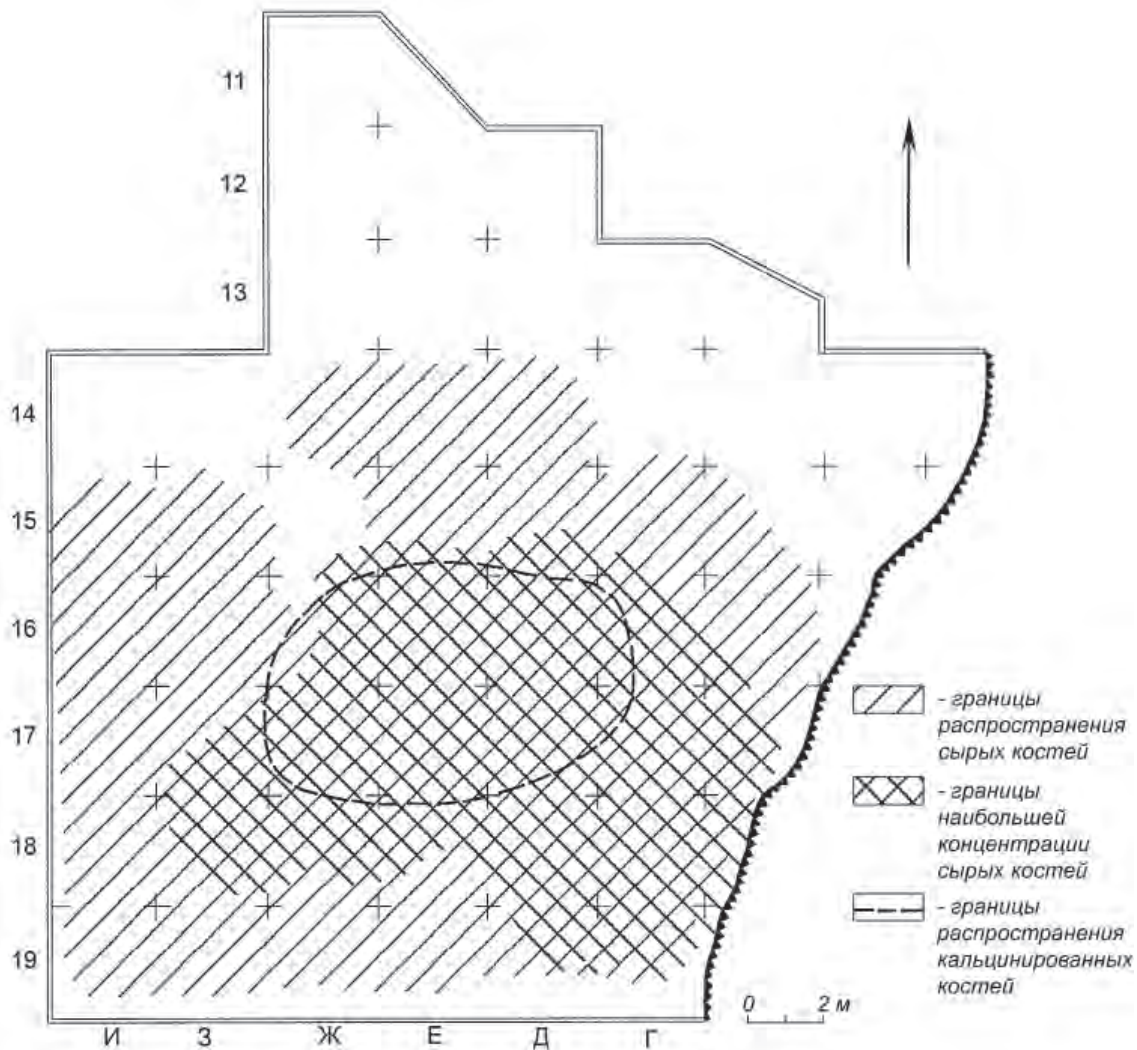 11
12
13
14
15
16
17
18
19
И З Ж Е Д Г
- границы
распространения
сырых костей
- границы
наибольшей
концентрации
сырых костей
- границы
распространения
кальцинированных
костей
0 2 м